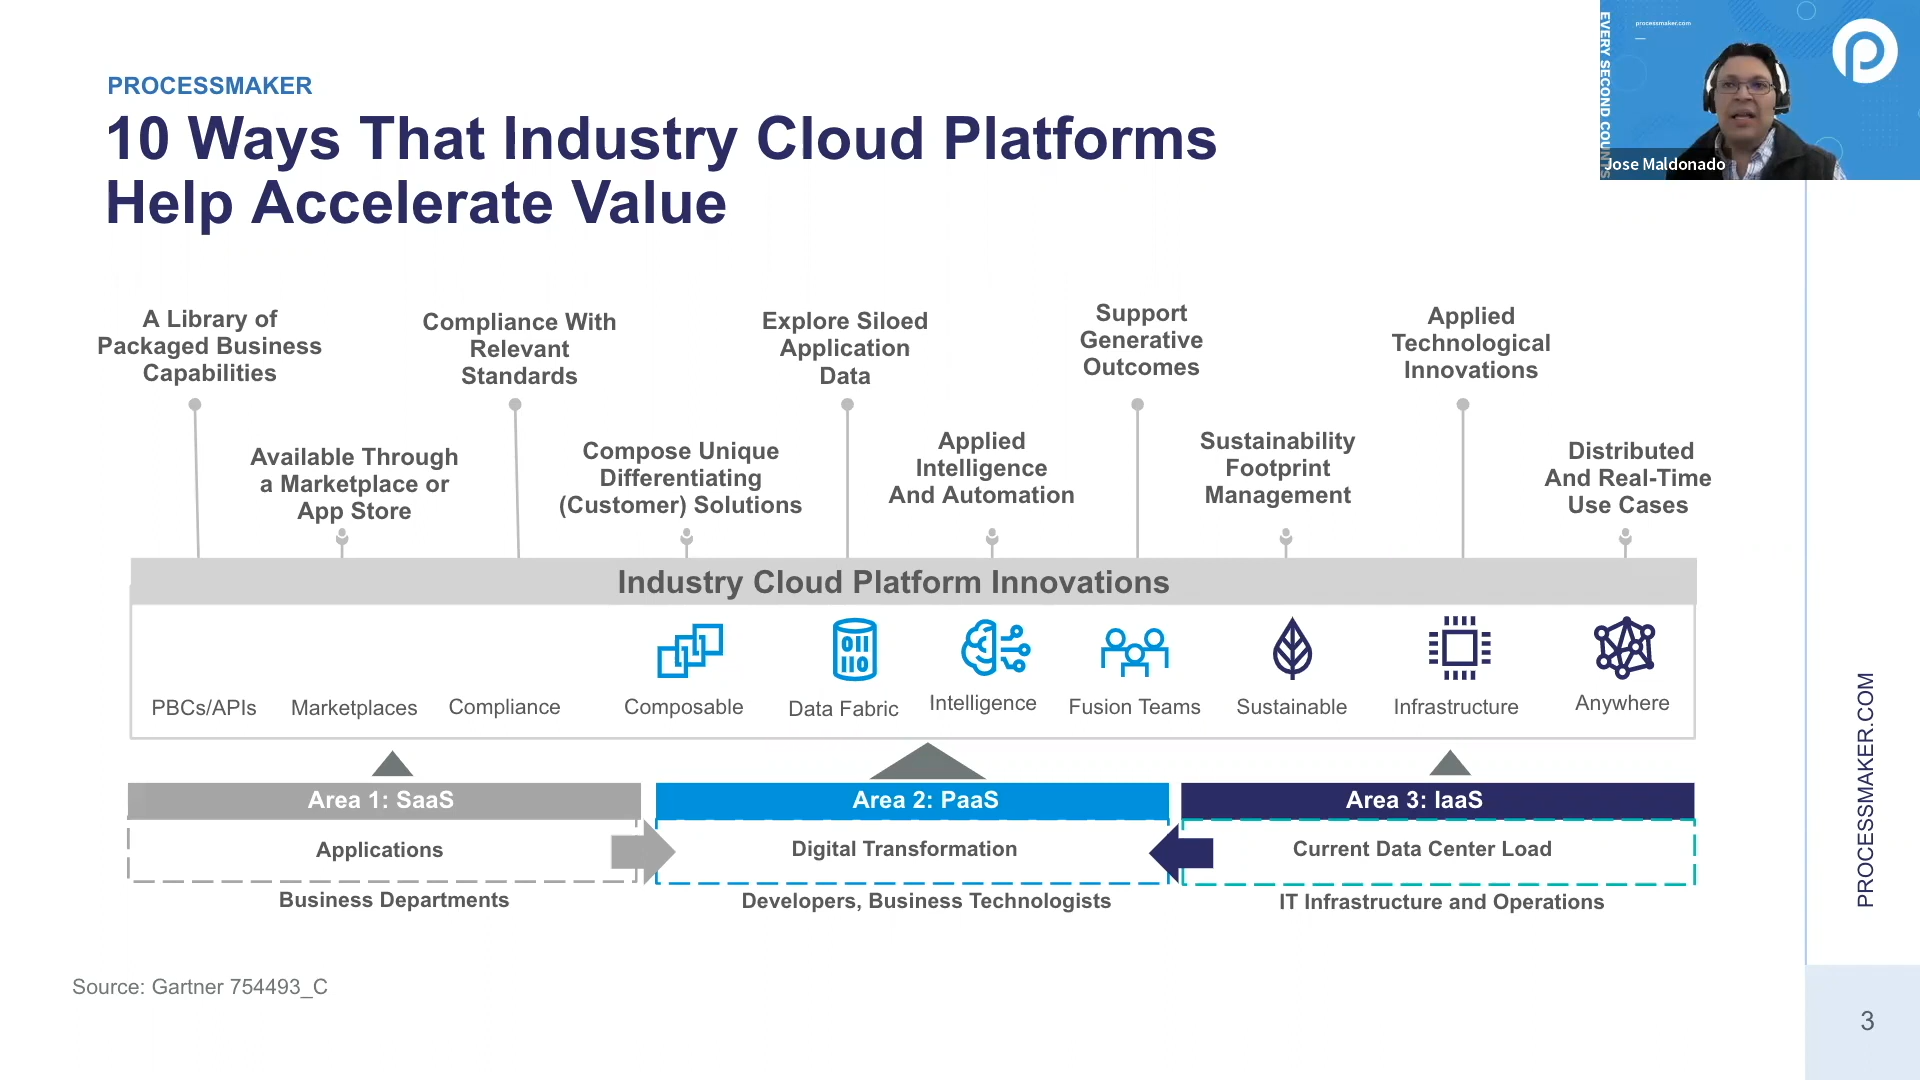 PROCESSMAKER
10 Ways That Industry Cloud Platforms
Help Accelerate Value
processmaker.com
EVERY SECOND COUNTS
Jose Maldonado
A Library of
Packaged Business
Capabilities
Compliance With
Relevant
Standards
Explore Siloed
Application
Data
Support
Generative
Outcomes
Applied
Technological
Innovations
Available Through
a Marketplace or
App Store
Compose Unique
Differentiating
(Customer) Solutions
Applied
Intelligence
And Automation
Sustainability
Footprint
Management
Distributed
And Real-Time
Use Cases
Industry Cloud Platform Innovations
PBCs/APIs
Marketplaces
Compliance
Composable
Data Fabric
Intelligence
Fusion Teams
Sustainable
Infrastructure
Anywhere
Area 1: SaaS
Area 2: PaaS
Area 3: IaaS
Applications
Digital Transformation
Current Data Center Load
Business Departments
Developers, Business Technologists
IT Infrastructure and Operations
Source: Gartner 754493_C
PROCESSMAKER.COM
3